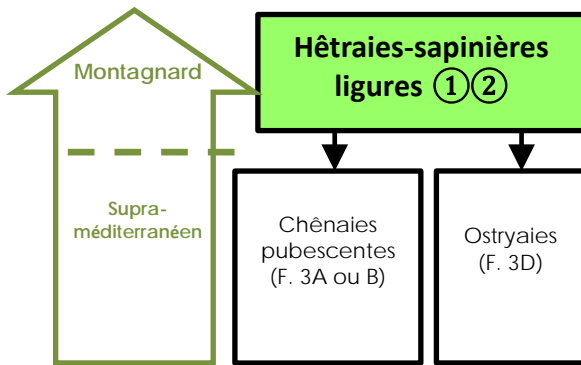 Montagnard
Hêtraies-sapinières
ligures ①②
Supra-
méditerranéen
Chênaies
pubescentes
(F. 3A ou B)
Ostryaies
(F. 3D)